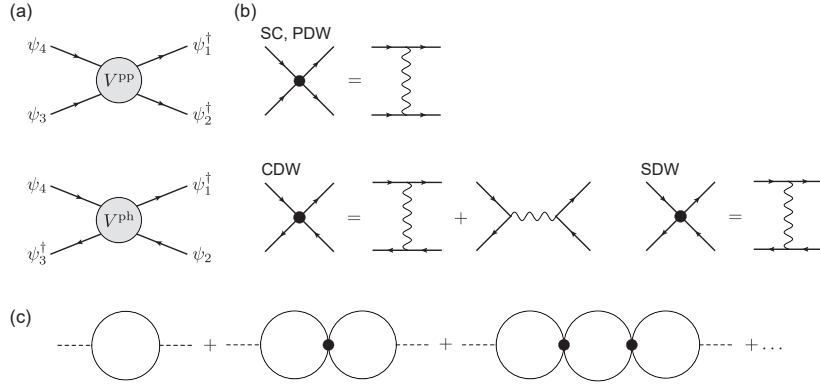 (a)
ψ₄ ψ₁†
V^pp
ψ₃ ψ₂†
(b)
SC, PDW
=
ψ₄ ψ₁†
V^ph
ψ₃† ψ₂
CDW
= +
SDW
=
(c)
+ + +...